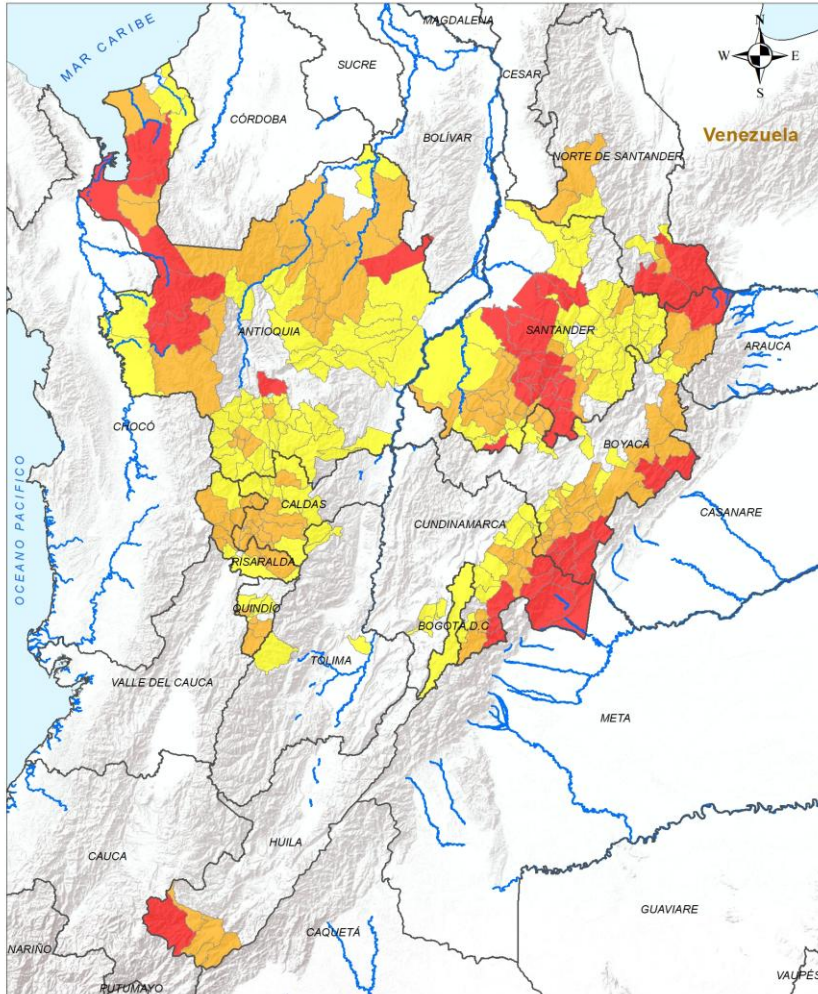 MAGDALENA
N
MAR CARIBE
SUCRE
CESAR
W
E
S
CÓRDOBA
BOLÍVAR
Venezuela
NORTE DE SANTANDER
ANTIOQUIA
SANTANDER
ARAUCA
CHOCÓ
BOYACÁ
OCEANO PACIFICO
CALDAS
CUNDINAMARCA
CASANARE
RISARALDA
QUINDÍO
BOGOTÁ, D.C
TOLIMA
VALLE DEL CAUCA
META
HUILA
CAUCA
GUAVIARE
CAQUETÁ
NARIÑO
PUTUMAYO
VAUPÉS